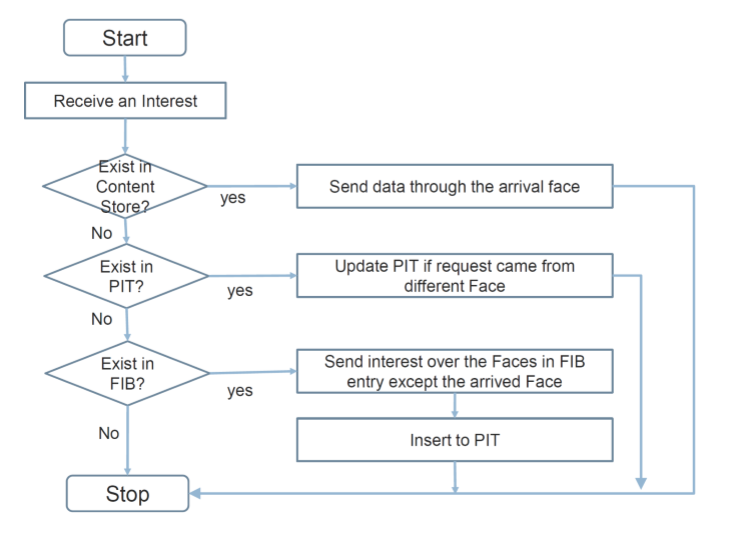 Start
Receive an Interest
Exist in
Content
Store?
yes
Send data through the arrival face
No
Exist in
PIT?
yes
Update PIT if request came from
different Face
No
Exist in
FIB?
yes
Send interest over the Faces in FIB
entry except the arrived Face
No
Insert to PIT
Stop